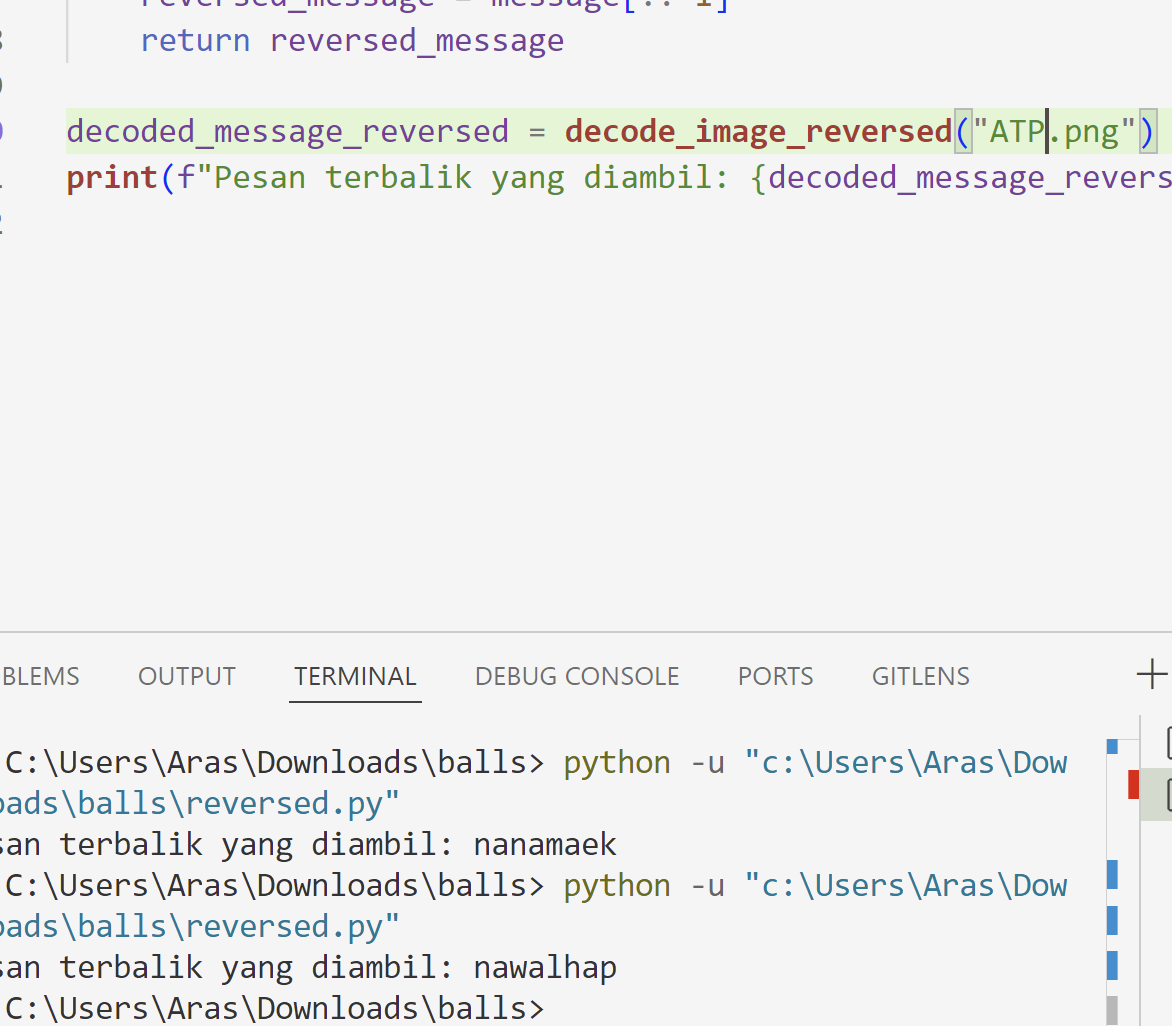 return reversed_message
decoded_message_reversed = decode_image_reversed("ATP.png")
print(f"Pesan terbalik yang diambil: {decoded_message_revers
BLEMS OUTPUT TERMINAL DEBUG CONSOLE PORTS GITLENS
C:\Users\Aras\Downloads\balls> python -u "c:\Users\Aras\Dow
oads\balls\reversed.py"
san terbalik yang diambil: nanamaek
C:\Users\Aras\Downloads\balls> python -u "c:\Users\Aras\Dow
oads\balls\reversed.py"
san terbalik yang diambil: nawalhap
C:\Users\Aras\Downloads\balls>